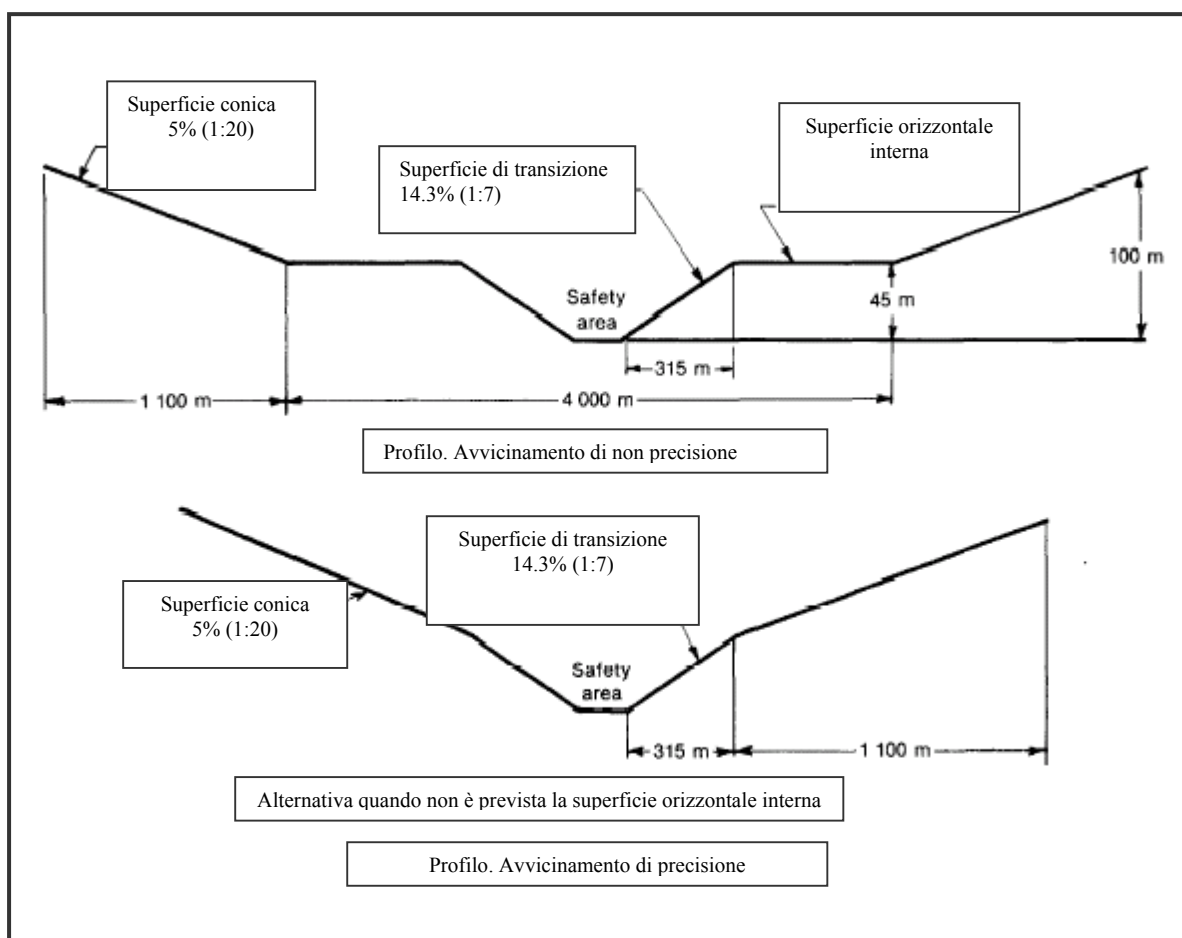 Superficie conica
5% (1:20)
Superficie orizzontale
interna
Superficie di transizione
14.3% (1:7)
100 m
Safety
area
45 m
315 m
1 100 m
4 000 m
Profilo. Avvicinamento di non precisione
Superficie di transizione
14.3% (1:7)
Superficie conica
5% (1:20)
Safety
area
315 m
1 100 m
Alternativa quando non è prevista la superficie orizzontale interna
Profilo. Avvicinamento di precisione